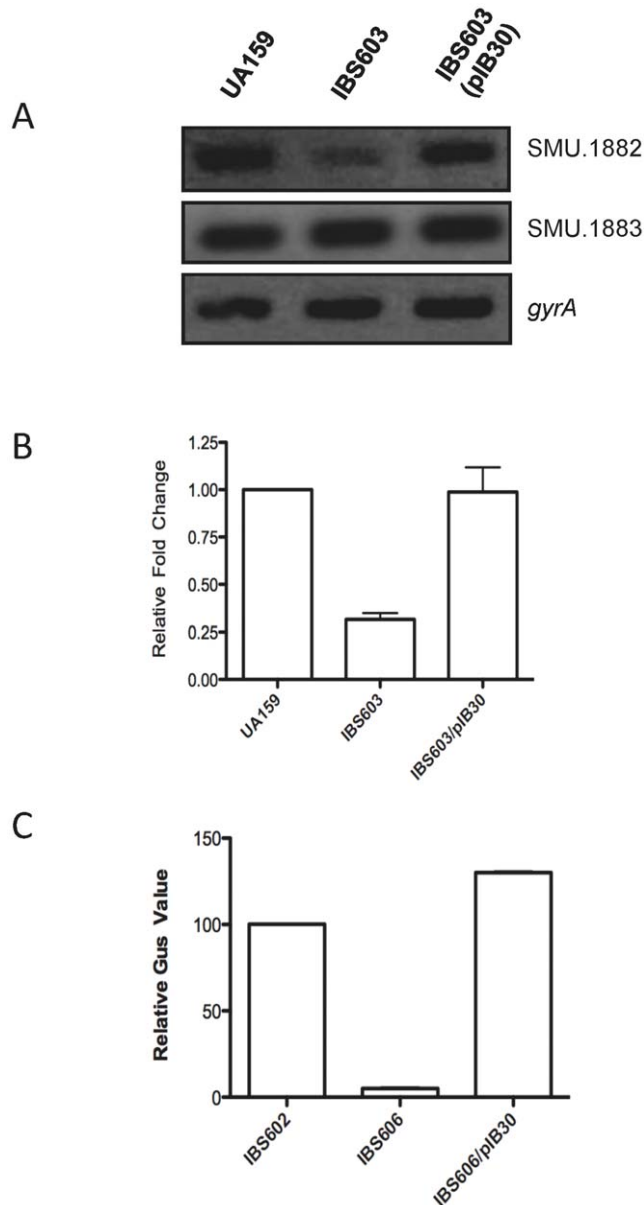 A
UA159
IBS603
IBS603
(pIB30)
SMU.1882
SMU.1883
gyrA
B
Relative Fold Change
1.25
1.00
0.75
0.50
0.25
0.00
UA159
IBS603
IBS603/pIB30
C
Relative Gus Value
150
100
50
0
IBS602
IBS606
IBS606/pIB30